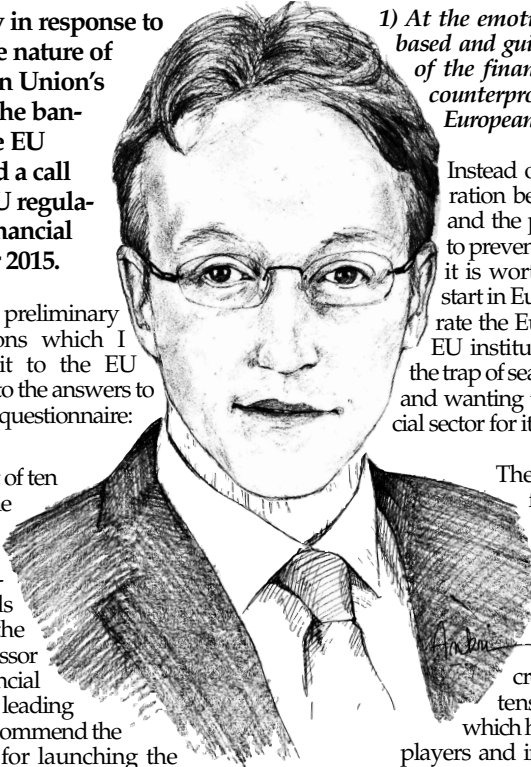 y in response to
e nature of
n Union's
he ban-
e EU
d a call
U regula-
nancial
r 2015.
preliminary
ons which I
it to the EU
to the answers to
questionnaire:
of ten
ne
ls
the
ssor
ncial
leading
commend the
for launching the
1) At the emoti
based and gui
of the finan
counterpro
European
Instead o
ration be
and the p
to preven
it is wor
start in Eu
rate the Eu
EU institu
the trap of sea
and wanting
cial sector for it
The
cr
tens
which h
players and i